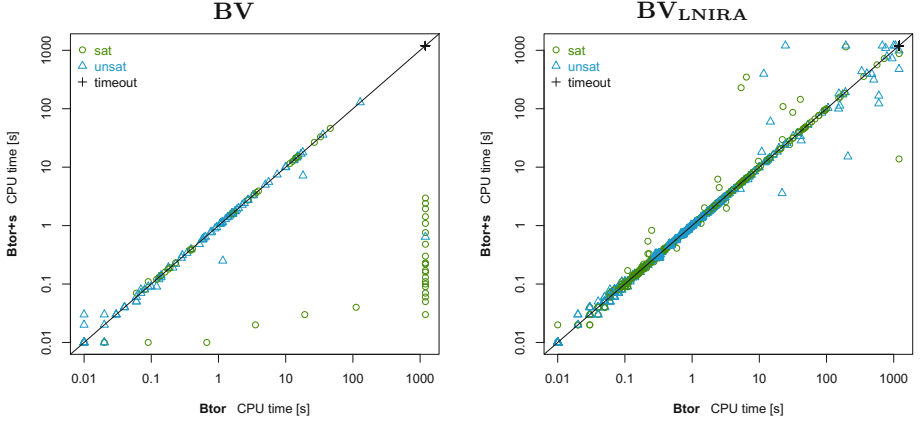 BV
BV_LNIRA
sat
unsat
timeout
1000
100
10
1
0.1
0.01
Btor+s CPU time [s]
0.01 0.1 1 10 100 1000
Btor CPU time [s]
sat
unsat
timeout
1000
100
10
1
0.1
0.01
Btor+s CPU time [s]
0.01 0.1 1 10 100 1000
Btor CPU time [s]